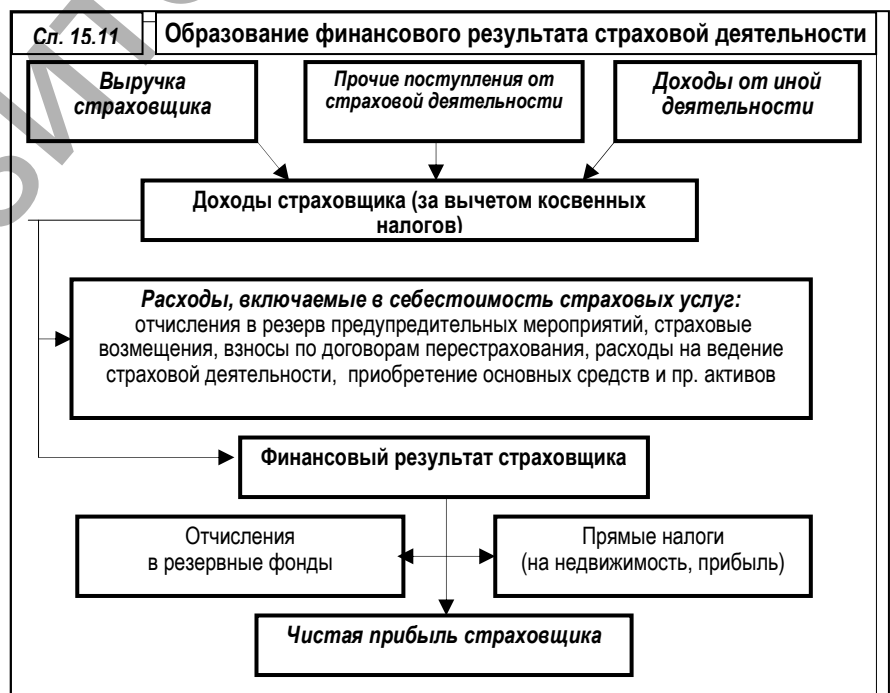 Сл. 15.11
Образование финансового результата страховой деятельности
Выручка
страховщика
Прочие поступления от
страховой деятельности
Доходы от иной
деятельности
Доходы страховщика (за вычетом косвенных
налогов)
Расходы, включаемые в себестоимость страховых услуг:
отчисления в резерв предупредительных мероприятий, страховые
возмещения, взносы по договорам перестрахования, расходы на ведение
страховой деятельности, приобретение основных средств и пр. активов
Финансовый результат страховщика
Отчисления
в резервные фонды
Прямые налоги
(на недвижимость, прибыль)
Чистая прибыль страховщика